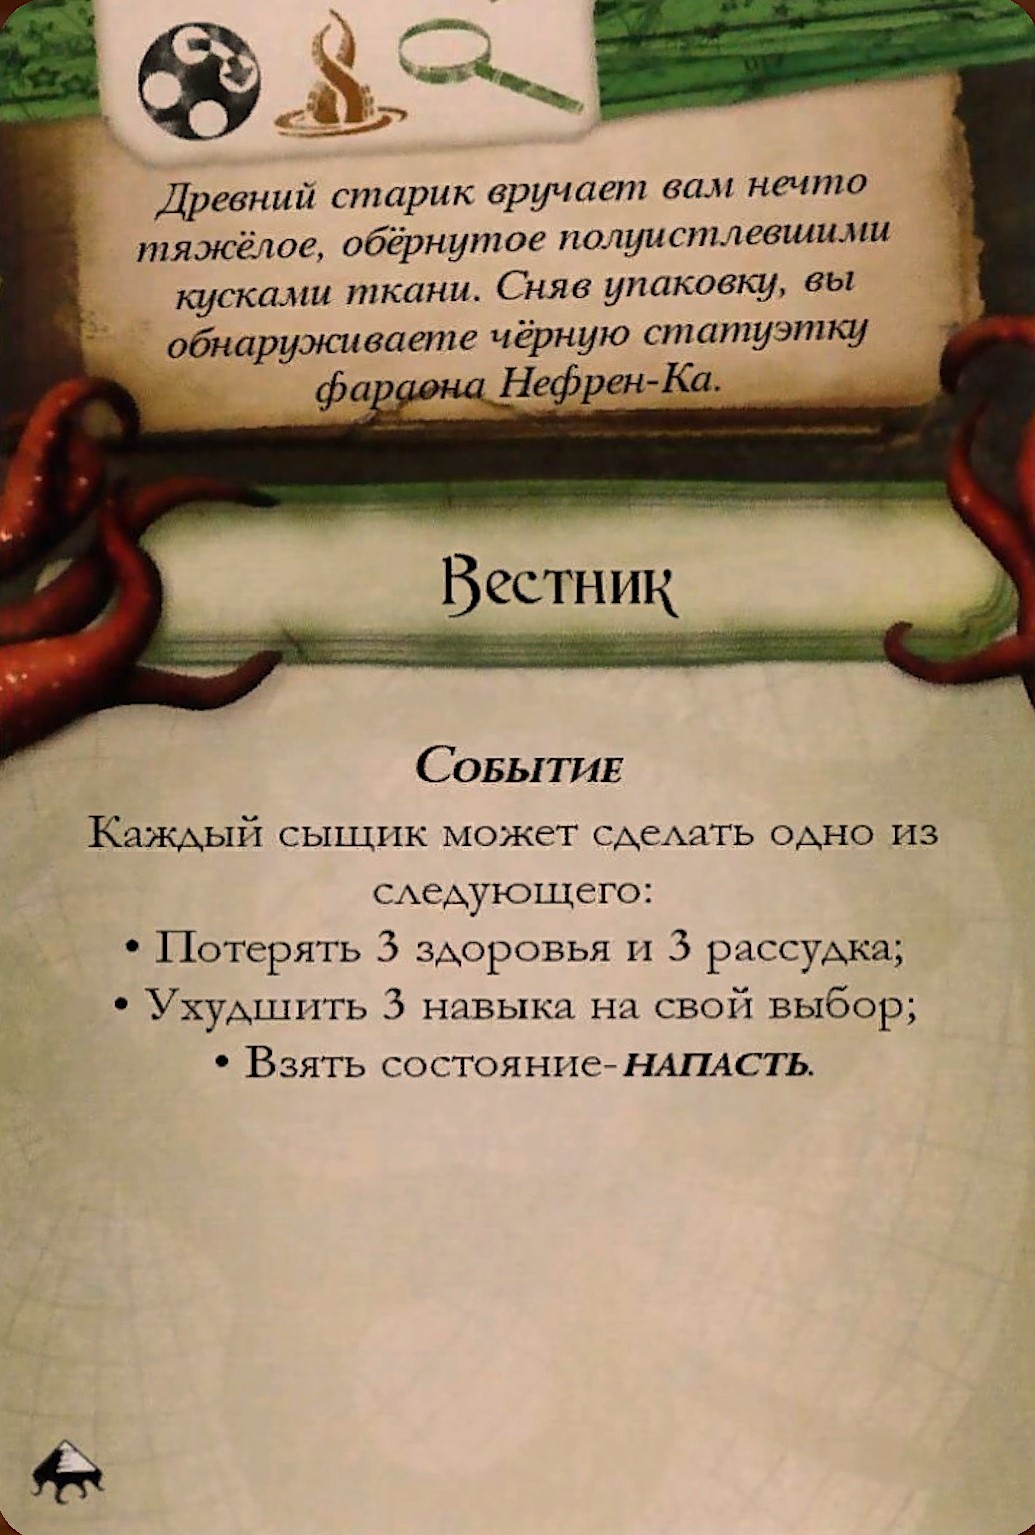 Древний старик вручает вам нечто
тяжёлое, обёрнутое полуистлевшими
кусками ткани. Сняв упаковку, вы
обнаруживаете чёрную статуэтку
фараона Нефрен-Ка.
Вестник
Событие
Каждый сыщик может сделать одно из
следующего:
• Потерять 3 здоровья и 3 рассудка;
• Ухудшить 3 навыка на свой выбор;
• Взять состояние-НАПАСТЬ.